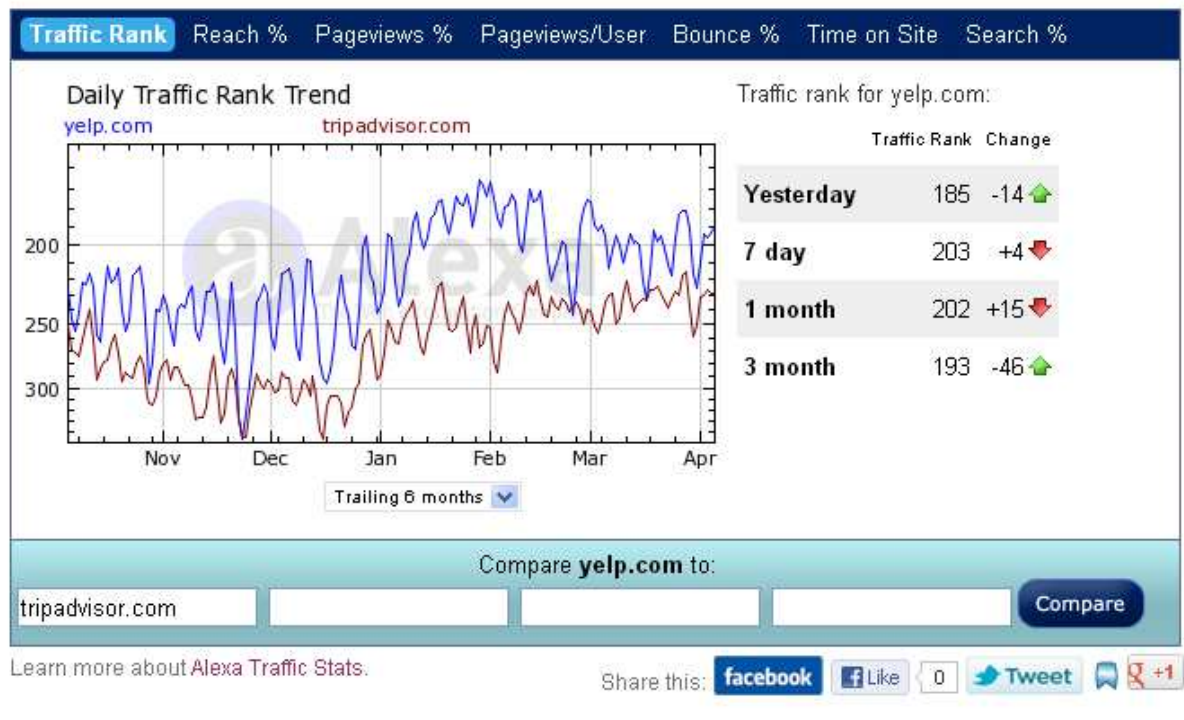 Traffic Rank Reach % Pageviews % Pageviews/User Bounce % Time on Site Search %
Daily Traffic Rank Trend
yelp.com tripadvisor.com
Alexa
200
250
300
Nov Dec Jan Feb Mar Apr
Trailing 6 months
Traffic rank for yelp.com:
Traffic Rank Change
Yesterday 185 -14
7 day 203 +4
1 month 202 +15
3 month 193 -46
Compare yelp.com to:
tripadvisor.com Compare
Learn more about Alexa Traffic Stats.
Share this: facebook Like 0 Tweet +1